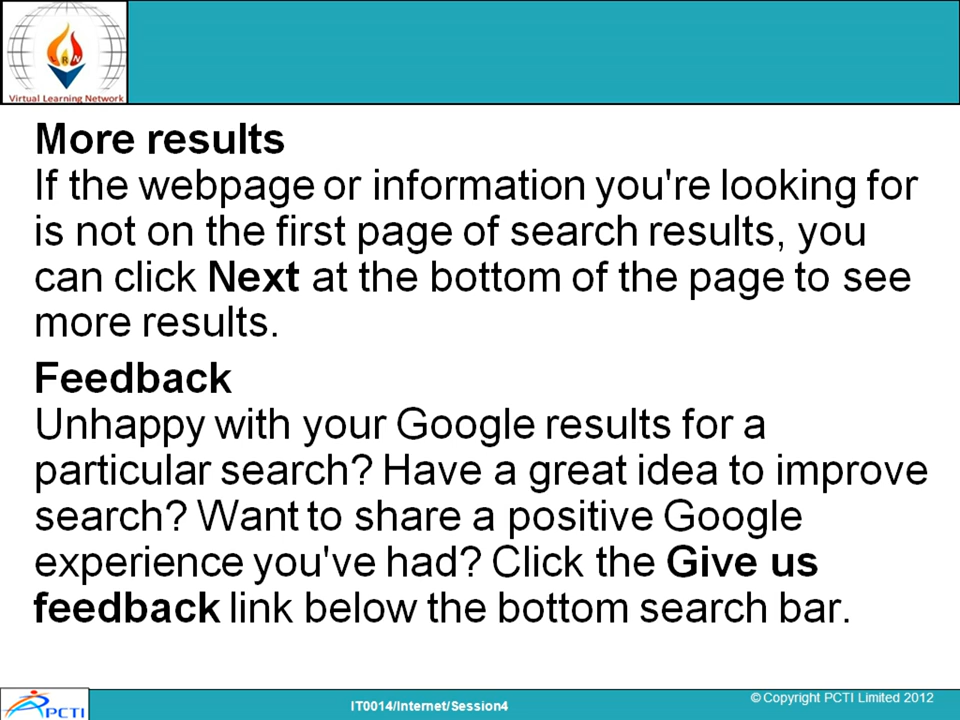 RN
Virtual Learning Network
More results
If the webpage or information you're looking for
is not on the first page of search results, you
can click Next at the bottom of the page to see
more results.
Feedback
Unhappy with your Google results for a
particular search? Have a great idea to improve
search? Want to share a positive Google
experience you've had? Click the Give us
feedback link below the bottom search bar.
PCTI
IT0014/Internet/Session4
© Copyright PCTI Limited 2012